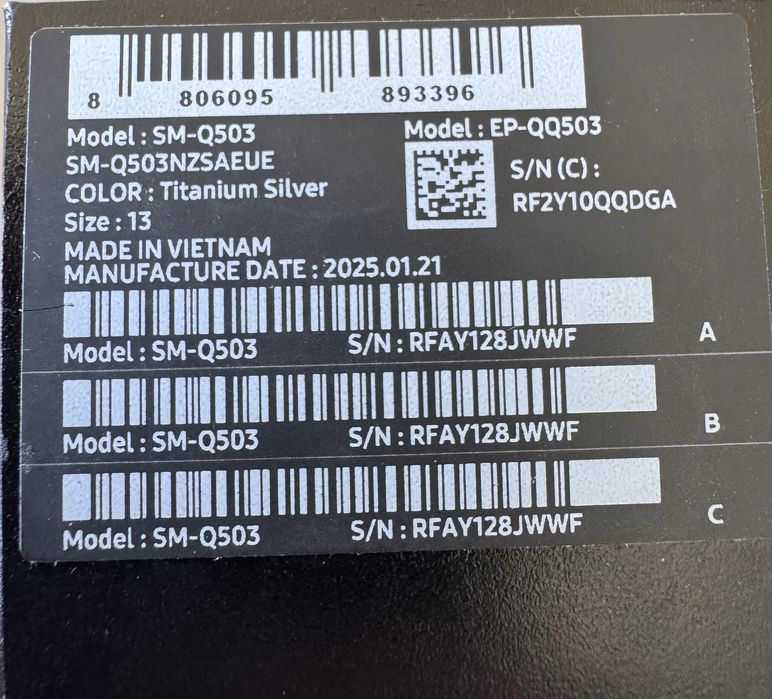 8 806095 893396
Model : SM-Q503
Model : EP-QQ503
SM-Q503NZSAEUE
S/N (C) :
COLOR : Titanium Silver
RF2Y10QQDGA
Size : 13
MADE IN VIETNAM
MANUFACTURE DATE : 2025.01.21
Model : SM-Q503 S/N : RFAY128JWWF A
Model : SM-Q503 S/N : RFAY128JWWF B
Model : SM-Q503 S/N : RFAY128JWWF C